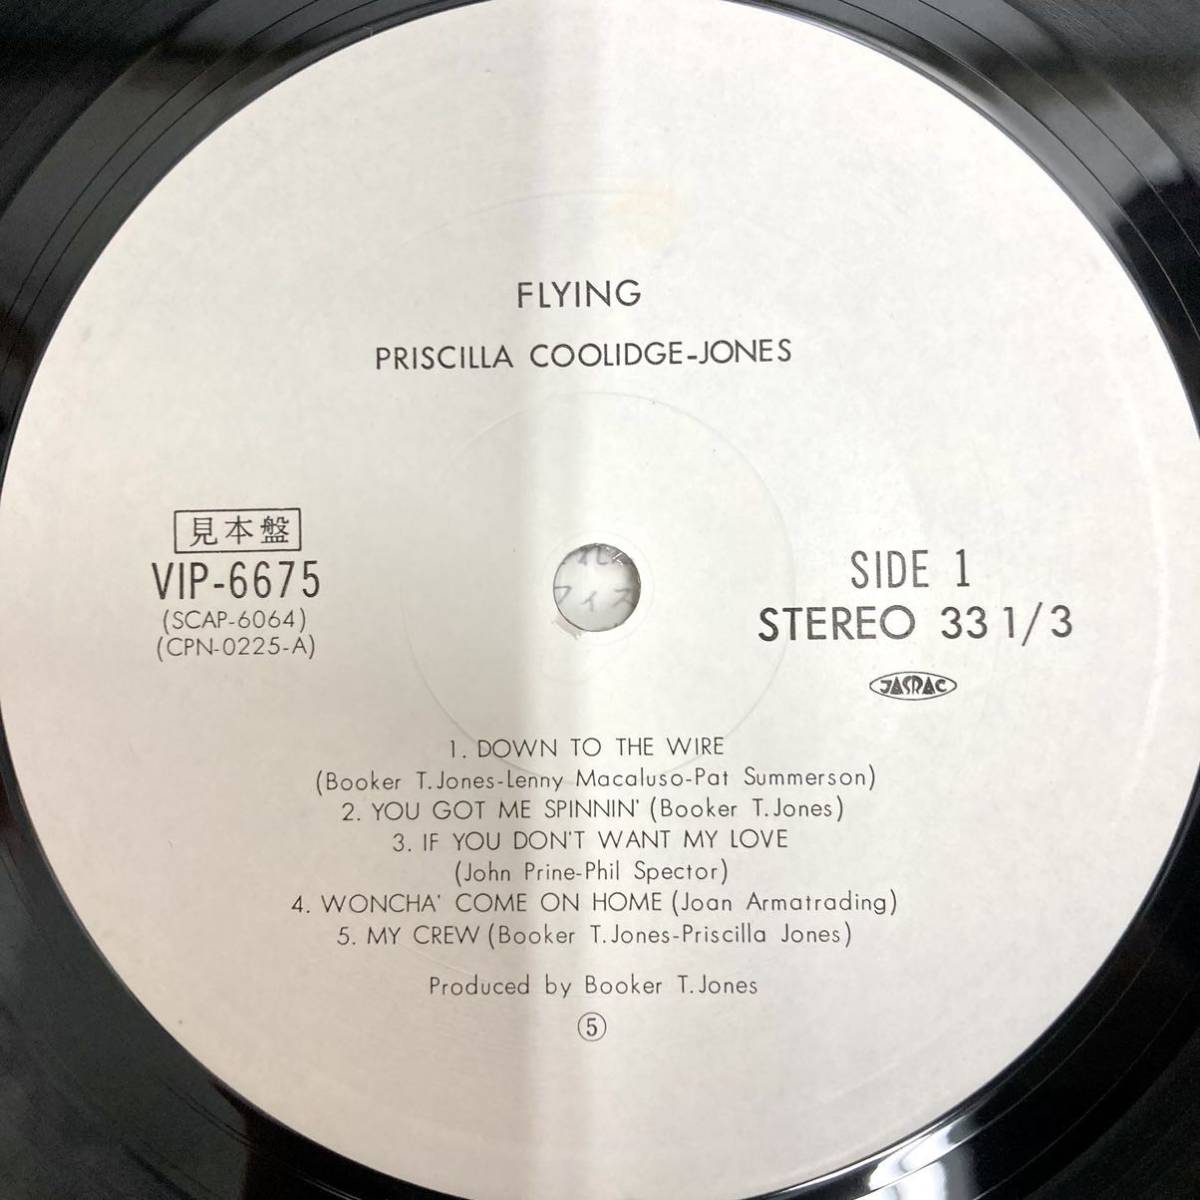 FLYING
PRISCILLA COOLIDGE-JONES
見本盤
VIP-6675
(SCAP-6064)
(CPN-0225-A)
SIDE 1
STEREO 33 1/3
JASRAC
フィス
1. DOWN TO THE WIRE
(Booker T.Jones-Lenny Macaluso-Pat Summerson)
2. YOU GOT ME SPINNIN' (Booker T.Jones)
3. IF YOU DON'T WANT MY LOVE
(John Prine-Phil Spector)
4. WONCHA' COME ON HOME (Joan Armatrading)
5. MY CREW (Booker T.Jones-Priscilla Jones)
Produced by Booker T.Jones
⑤